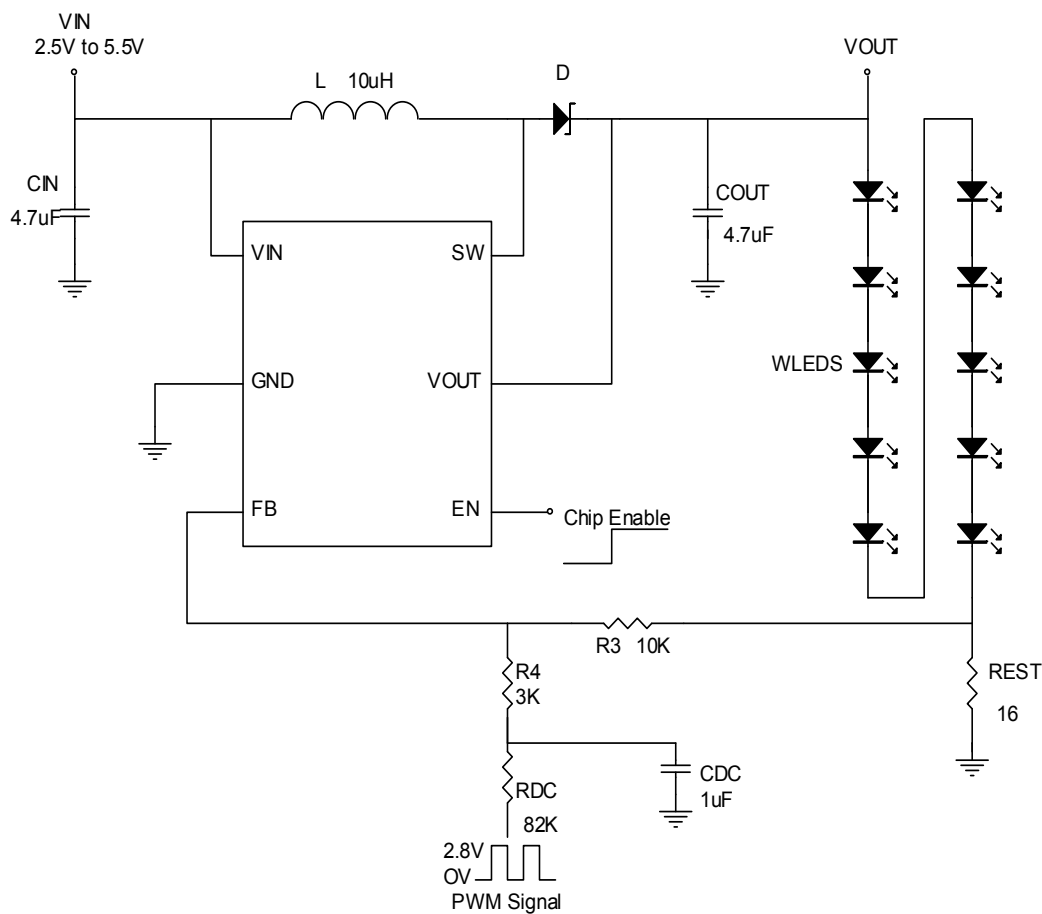 VIN
2.5V to 5.5V
VOUT
L 10uH
D
CIN
4.7uF
COUT
4.7uF
VIN
SW
WLEDS
GND
VOUT
FB
EN
Chip Enable
R3 10K
R4
3K
REST
16
CDC
1uF
RDC
82K
2.8V
OV
PWM Signal